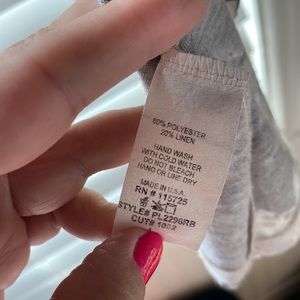 80% POLYESTER
20% LINEN
HAND WASH
WITH COLD WATER
DO NOT BLEACH
HANG OR LINE DRY
MADE IN U.S.A.
RN # 115725
STYLE# PL2296RB
CUT# 1082